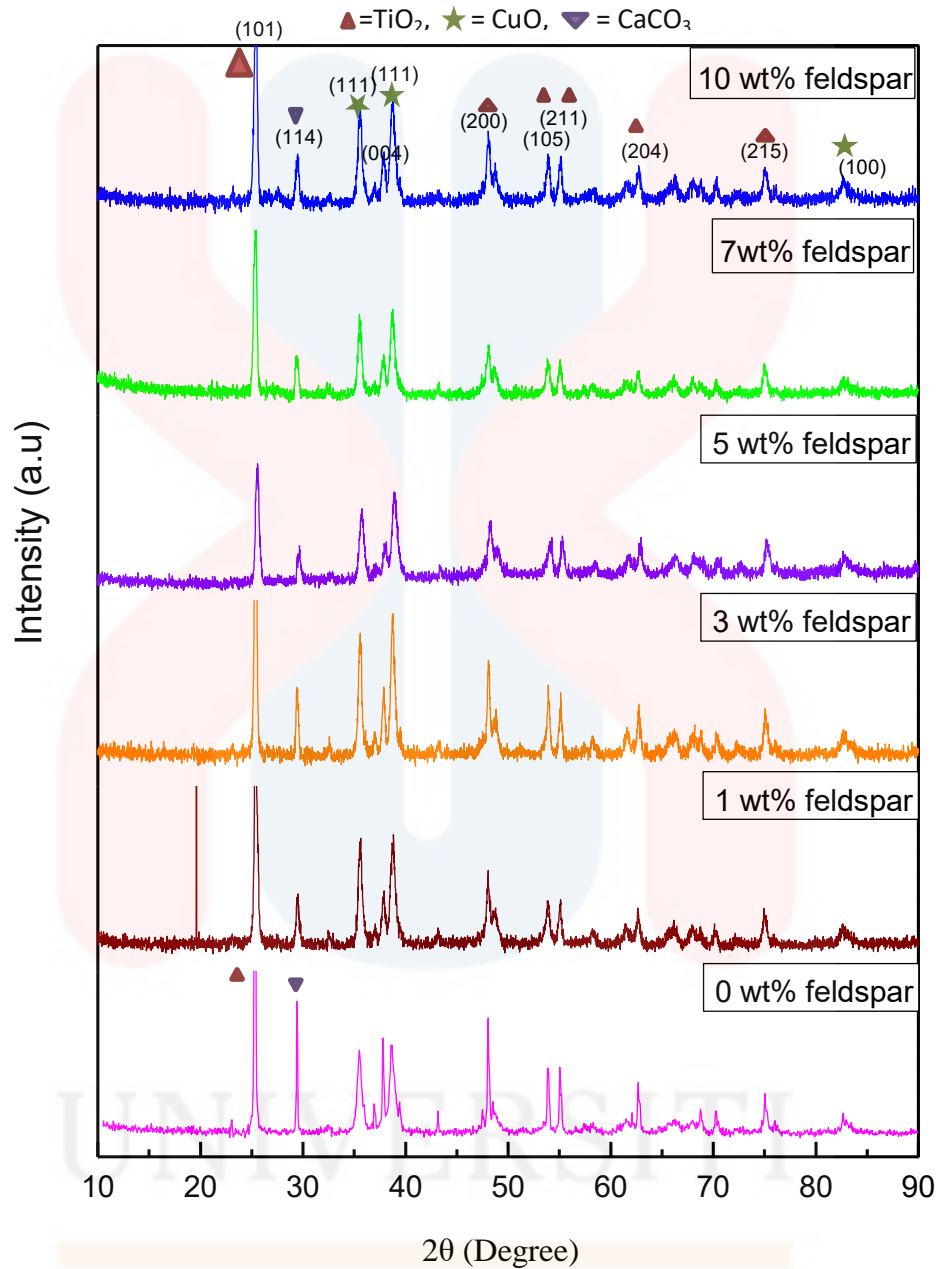 =TiO2, = CuO, = CaCO3
(101)
10 wt% feldspar
(111) (111)
(114)
(004)
(200)
(211)
(105)
(204)
(215)
(100)
7wt% feldspar
5 wt% feldspar
3 wt% feldspar
1 wt% feldspar
0 wt% feldspar
Intensity (a.u)
UNIVERSITI
10 20 30 40 50 60 70 80 90
2θ (Degree)